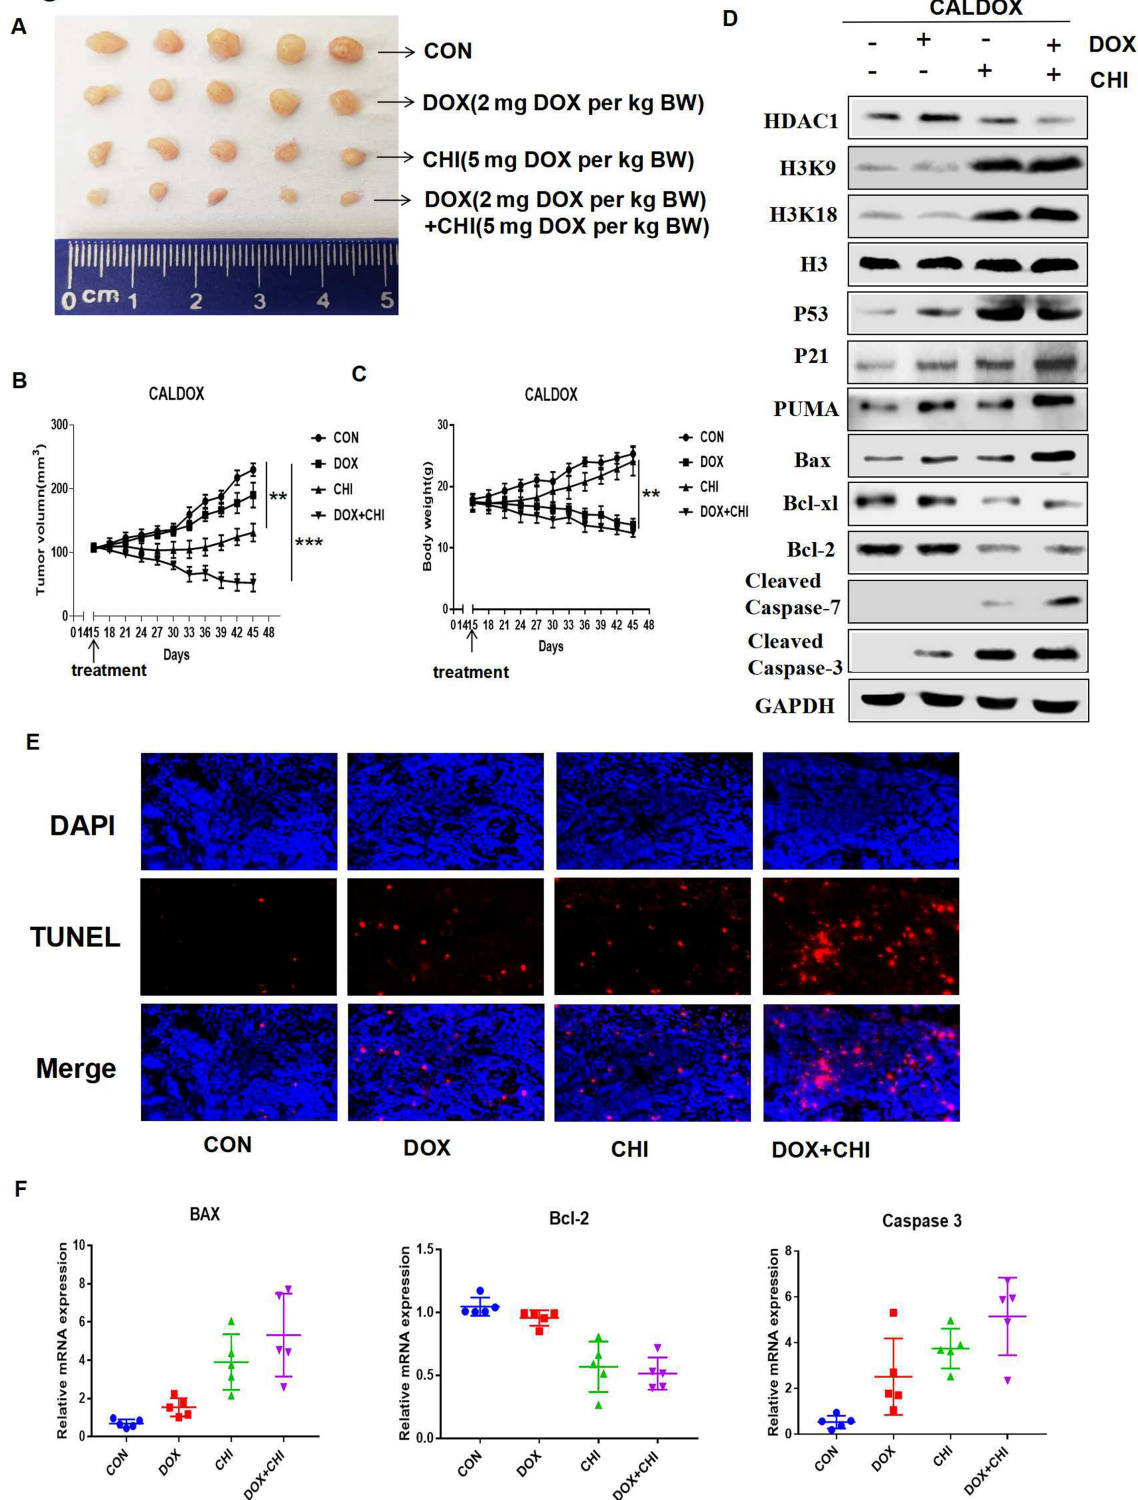 A
CON
DOX(2 mg DOX per kg BW)
CHI(5 mg DOX per kg BW)
DOX(2 mg DOX per kg BW)
+CHI(5 mg DOX per kg BW)
0 cm 1 2 3 4 5
B
CALDOX
Tumor volumn(mm³)
300
200
100
0
0 14 15 18 21 24 27 30 33 36 39 42 45 48
Days
treatment
CON
DOX
CHI
DOX+CHI
**
***
C
CALDOX
Body weight(g)
30
20
10
0
0 14 15 18 21 24 27 30 33 36 39 42 45 48
Days
treatment
CON
DOX
CHI
DOX+CHI
**
D
CALDOX
- + - + DOX
- - + + CHI
HDAC1
H3K9
H3K18
H3
P53
P21
PUMA
Bax
Bcl-xl
Bcl-2
Cleaved
Caspase-7
Cleaved
Caspase-3
GAPDH
E
DAPI
TUNEL
Merge
CON DOX CHI DOX+CHI
F
BAX
Relative mRNA expression
10
8
6
4
2
0
CON DOX CHI DOX+CHI
Bcl-2
Relative mRNA expression
1.5
1.0
0.5
0.0
CON DOX CHI DOX+CHI
Caspase 3
Relative mRNA expression
8
6
4
2
0
CON DOX CHI DOX+CHI